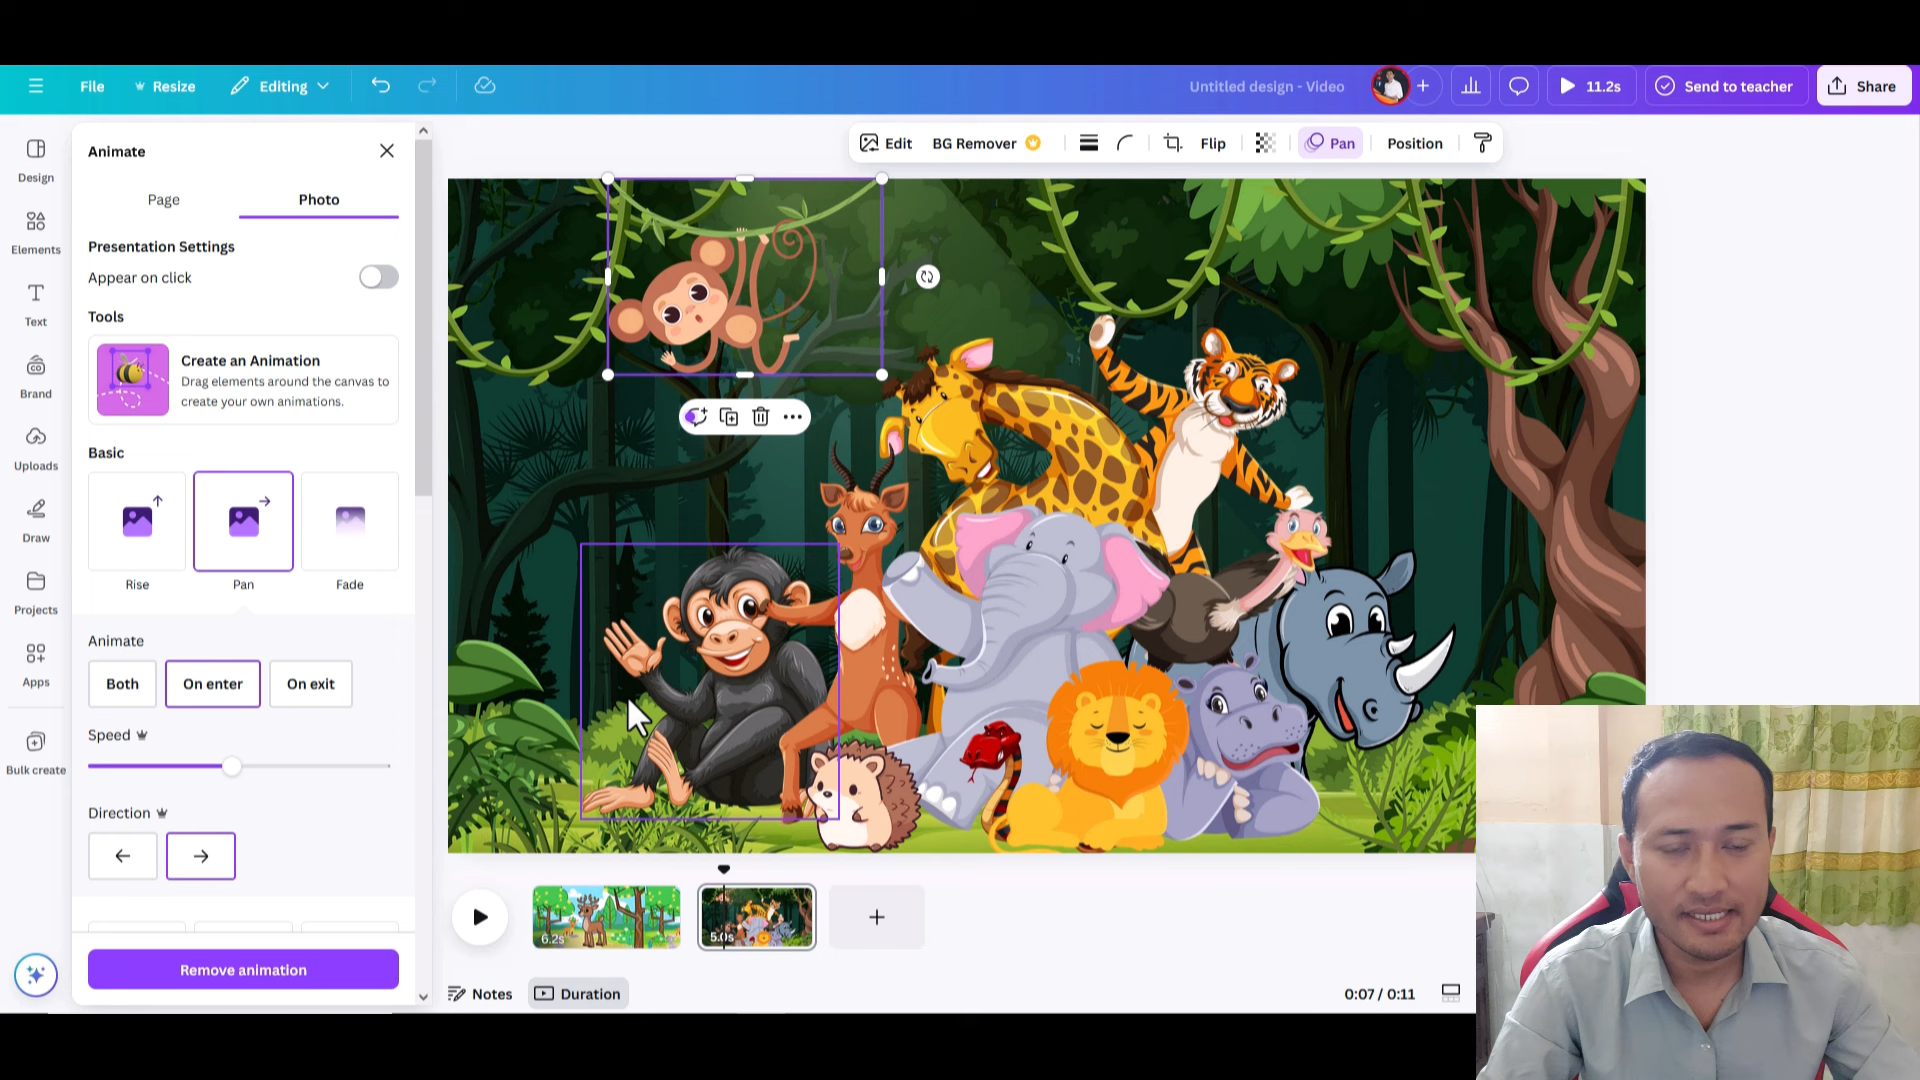 File
Resize
Editing
Untitled design - Video
11.2s
Send to teacher
Share
Design
Elements
Text
Brand
Uploads
Draw
Projects
Apps
Bulk create
Animate
Page
Photo
Presentation Settings
Appear on click
Tools
Create an Animation
Drag elements around the canvas to
create your own animations.
Basic
Rise
Pan
Fade
Animate
Both
On enter
On exit
Speed
Direction
Remove animation
Edit
BG Remover
Flip
Pan
Position
6.2s
5.0s
Notes
Duration
0:07 / 0:11